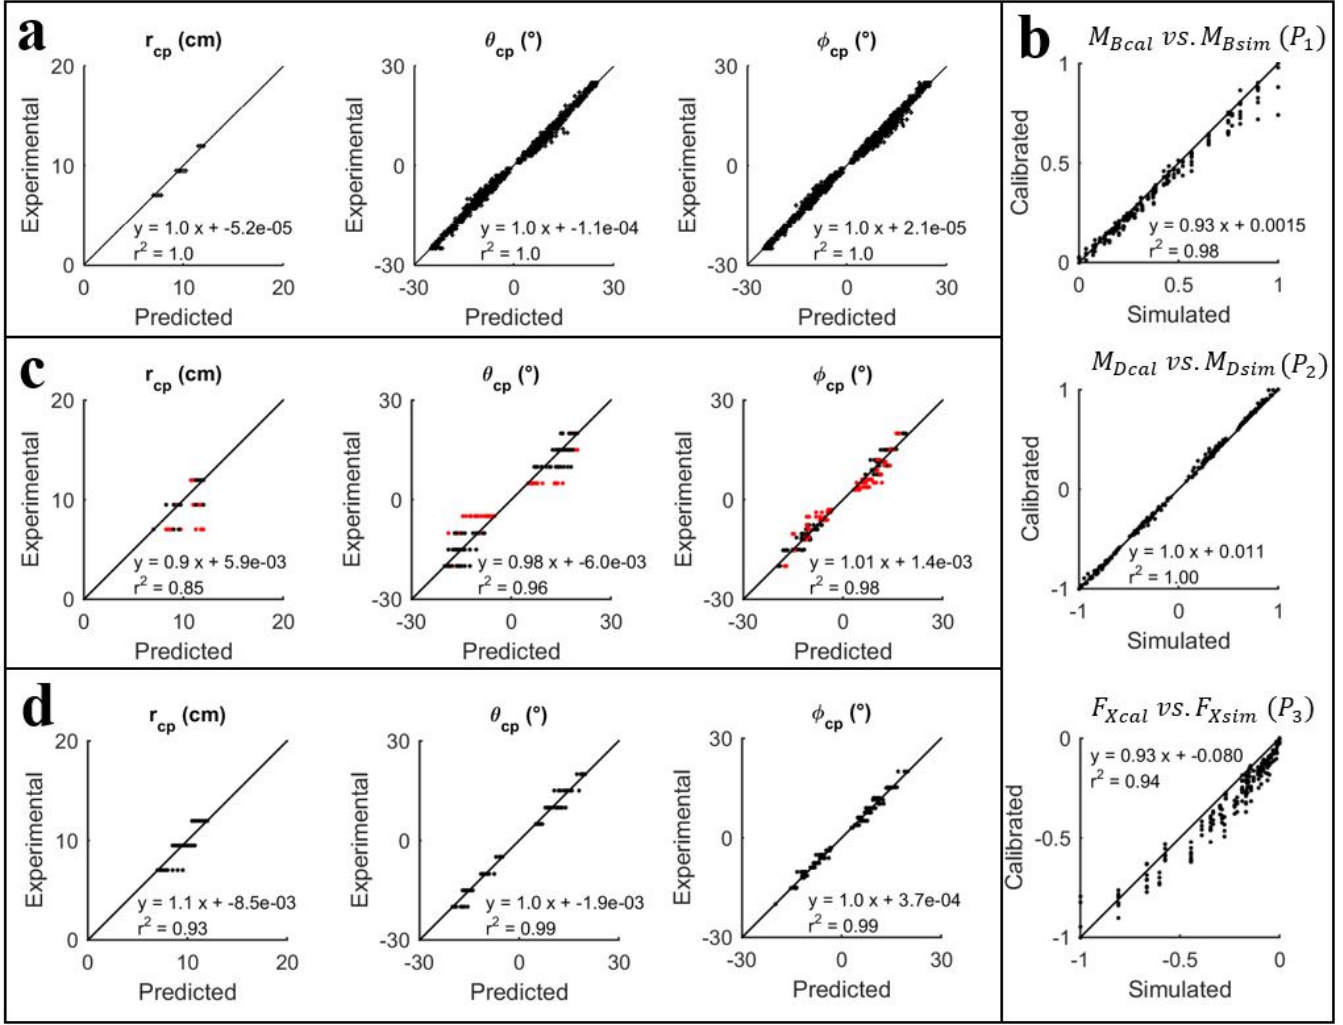 a
r_cp (cm)
20
10
0
0
10
20
Experimental
Predicted
y = 1.0 x + -5.2e-05
r² = 1.0
θ_cp (°)
30
0
-30
-30
0
30
Experimental
Predicted
y = 1.0 x + -1.1e-04
r² = 1.0
ϕ_cp (°)
30
0
-30
-30
0
30
Experimental
Predicted
y = 1.0 x + 2.1e-05
r² = 1.0
b
M_Bcal vs. M_Bsim (P₁)
1
0.5
0
0
0.5
1
Calibrated
Simulated
y = 0.93 x + 0.0015
r² = 0.98
M_Dcal vs. M_Dsim (P₂)
1
0
-1
-1
0
1
Calibrated
Simulated
y = 1.0 x + 0.011
r² = 1.00
F_Xcal vs. F_Xsim (P₃)
0
-0.5
-1
-1
-0.5
0
Calibrated
Simulated
y = 0.93 x + -0.080
r² = 0.94
c
r_cp (cm)
20
10
0
0
10
20
Experimental
Predicted
y = 0.9 x + 5.9e-03
r² = 0.85
θ_cp (°)
30
0
-30
-30
0
30
Experimental
Predicted
y = 0.98 x + -6.0e-03
r² = 0.96
ϕ_cp (°)
30
0
-30
-30
0
30
Experimental
Predicted
y = 1.01 x + 1.4e-03
r² = 0.98
d
r_cp (cm)
20
10
0
0
10
20
Experimental
Predicted
y = 1.1 x + -8.5e-03
r² = 0.93
θ_cp (°)
30
0
-30
-30
0
30
Experimental
Predicted
y = 1.0 x + -1.9e-03
r² = 0.99
ϕ_cp (°)
30
0
-30
-30
0
30
Experimental
Predicted
y = 1.0 x + 3.7e-04
r² = 0.99